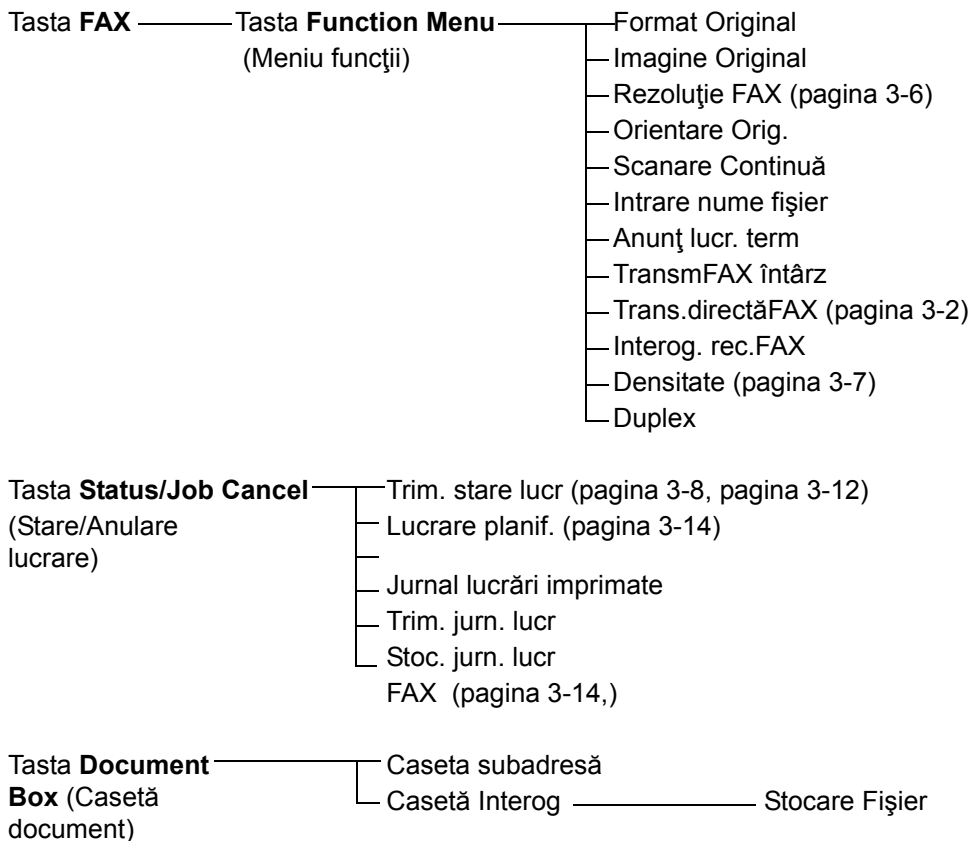 Tasta FAX Tasta Function Menu Format Original
(Meniu funcţii) Imagine Original
Rezoluţie FAX (pagina 3-6)
Orientare Orig.
Scanare Continuă
Intrare nume fişier
Anunţ lucr. term
TransmFAX întârz
Trans.directăFAX (pagina 3-2)
Interog. rec.FAX
Densitate (pagina 3-7)
Duplex
Tasta Status/Job Cancel Trim. stare lucr (pagina 3-8, pagina 3-12)
(Stare/Anulare Lucrare planif. (pagina 3-14)
lucrare)
Jurnal lucrări imprimate
Trim. jurn. lucr
Stoc. jurn. lucr
FAX (pagina 3-14,)
Tasta Document Caseta subadresă
Box (Casetă Casetă Interog Stocare Fişier
document)